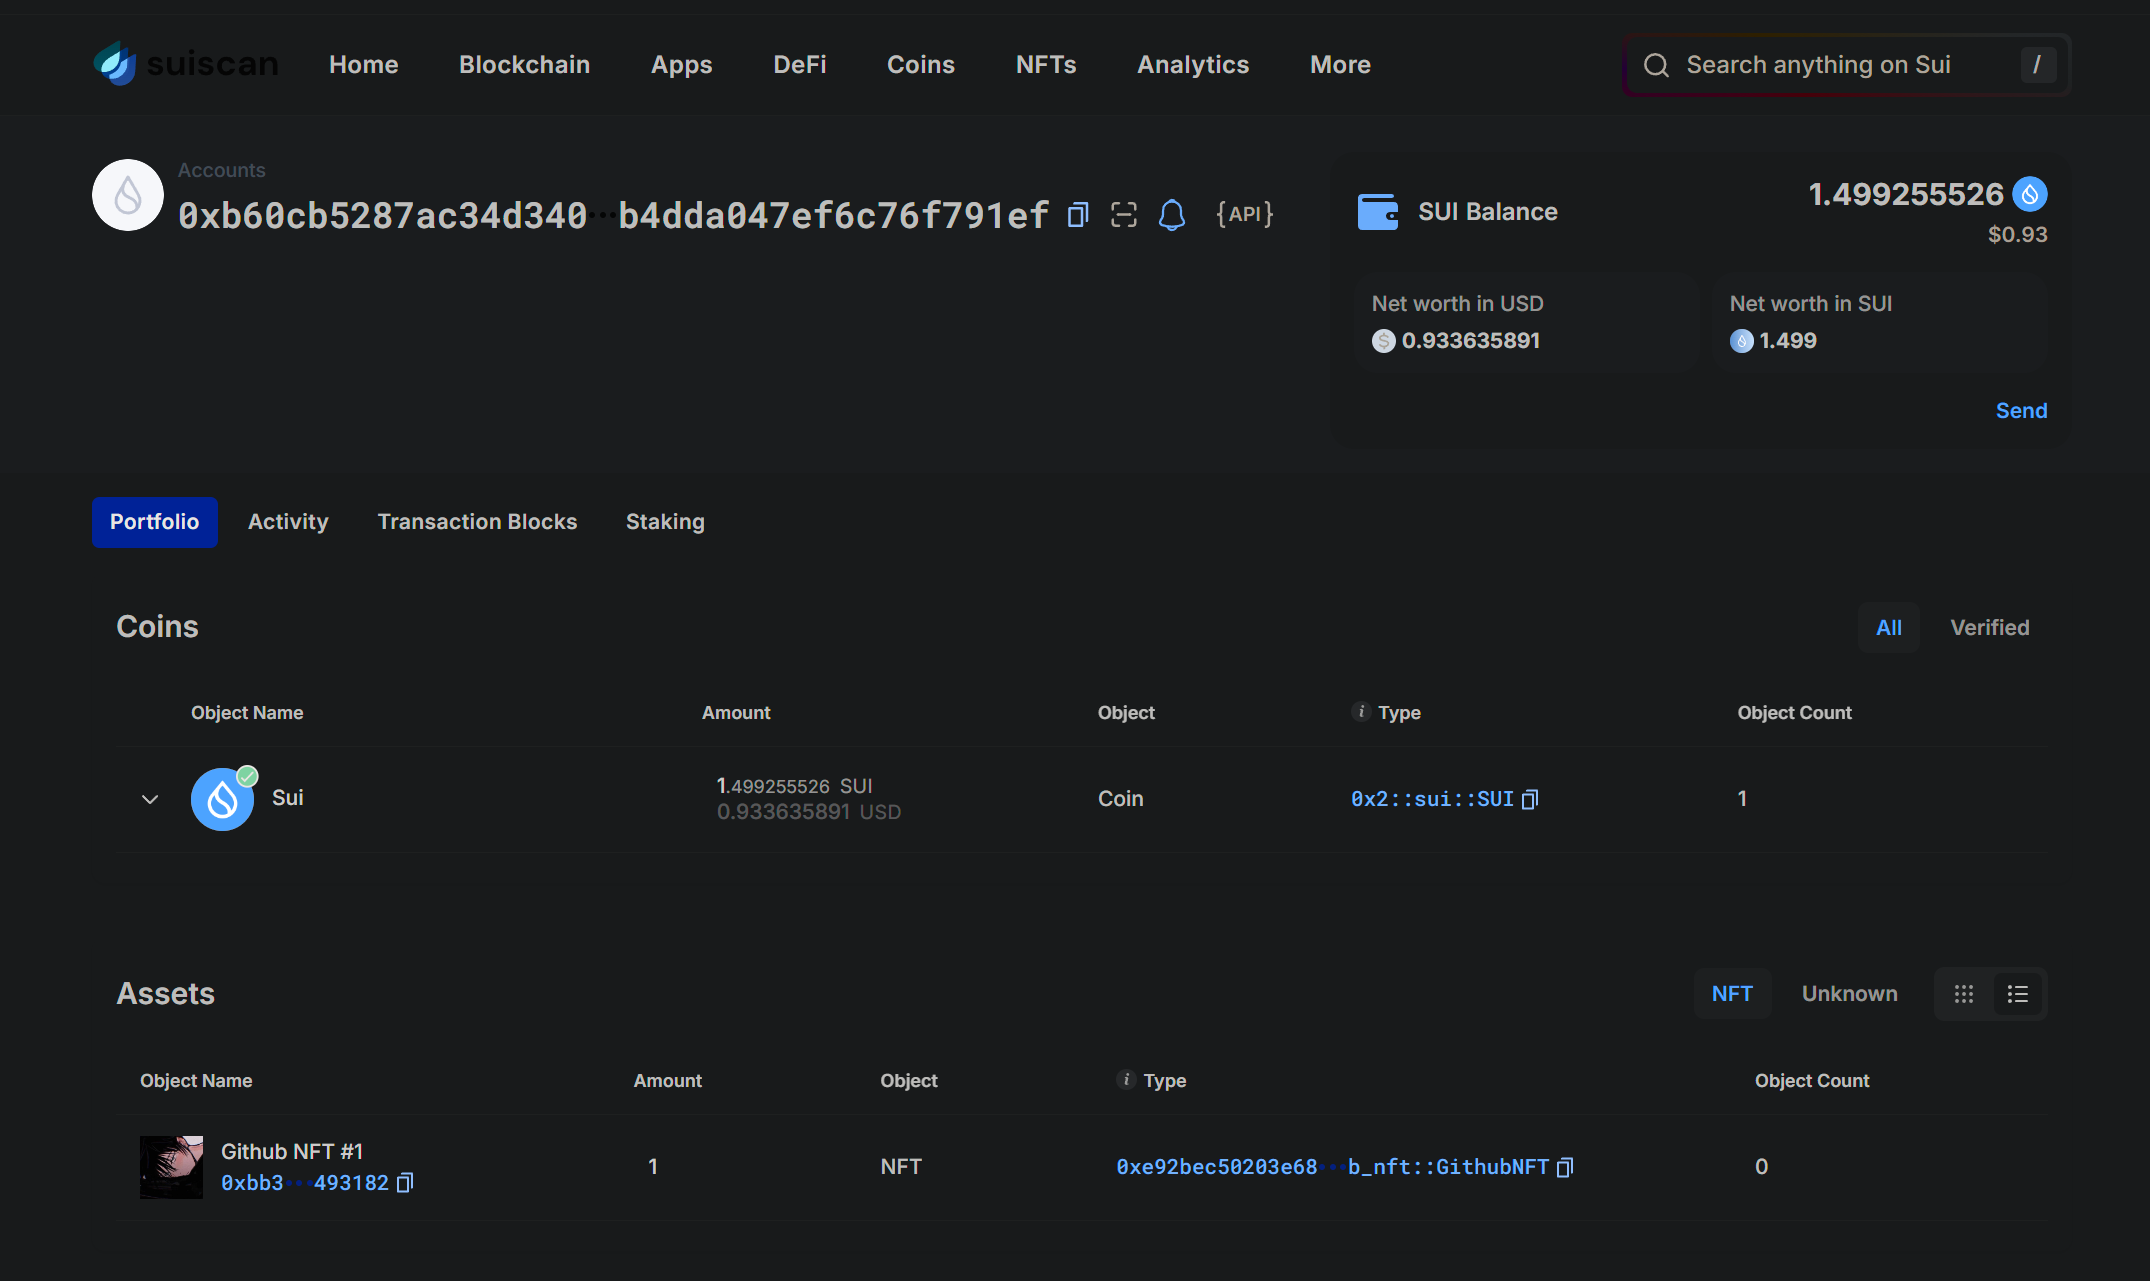 suiscan Home Blockchain Apps DeFi Coins NFTs Analytics More Search anything on Sui /
Accounts
0xb60cb5287ac34d340···b4dda047ef6c76f791ef {API}
SUI Balance
1.499255526
$0.93
Net worth in USD
$ 0.933635891
Net worth in SUI
1.499
Send
Portfolio Activity Transaction Blocks Staking
Coins
All Verified
Object Name Amount Object i Type Object Count
Sui 1.499255526 SUI Coin 0x2::sui::SUI 1
0.933635891 USD
Assets
NFT Unknown
Object Name Amount Object i Type Object Count
Github NFT #1 1 NFT 0xe92bec50203e68···b_nft::GithubNFT 0
0xbb3···493182